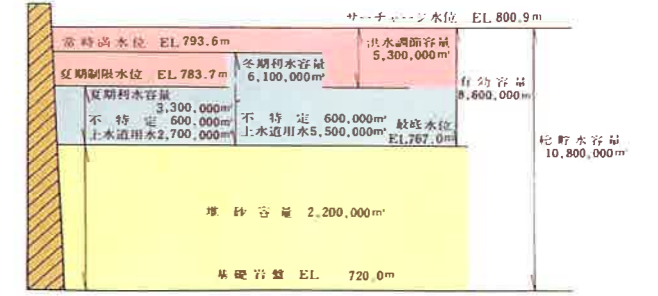 サーチャージ水位 EL 800.9m
常時満水位 EL 793.6m
洪水調節容量
5,300,000m³
冬期利水容量
6,100,000m³
夏期制限水位 EL 783.7m
有効容量
8,600,000m³
夏期利水容量
3,300,000m³
不特定 600,000m³
上水道用水2,700,000m³
不特定 600,000m³
上水道用水5,500,000m³
最低水位
EL767.0m
総貯水容量
10,800,000m³
堆砂容量 2,200,000m³
基礎岩盤 EL 720.0m